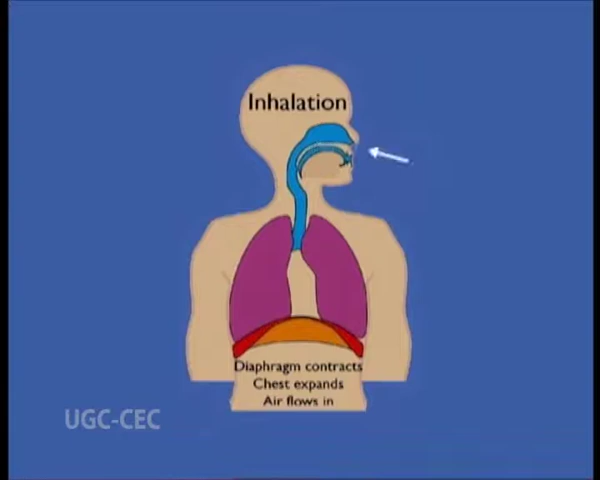 Inhalation
Diaphragm contracts
Chest expands
Air flows in
UGC-CEC